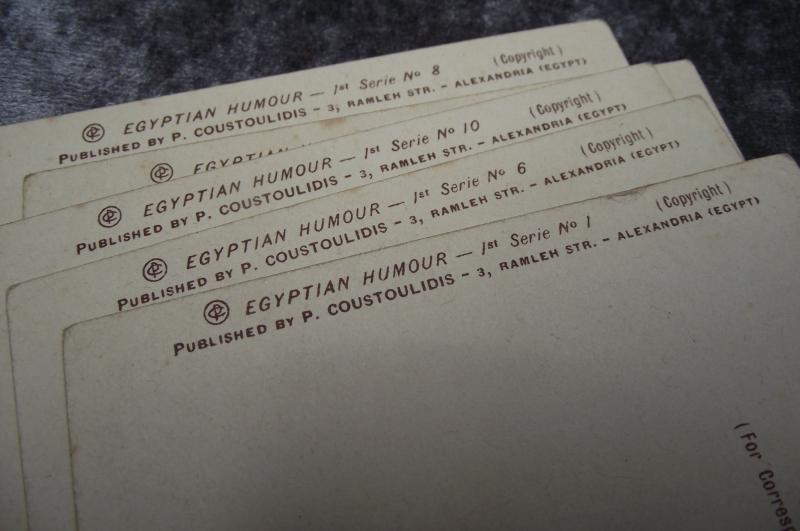 EGYPTIAN HUMOUR — 1st Serie No 8 (Copyright)
PUBLISHED BY P. COUSTOULIDIS - 3, RAMLEH STR. - ALEXANDRIA (EGYPT)
EGYPTIAN
EGYPTIAN HUMOUR — 1st Serie No 10 (Copyright)
PUBLISHED BY P. COUSTOULIDIS - 3, RAMLEH STR. - ALEXANDRIA (EGYPT)
EGYPTIAN HUMOUR — 1st Serie No 6 (Copyright)
PUBLISHED BY P. COUSTOULIDIS - 3, RAMLEH STR. - ALEXANDRIA (EGYPT)
EGYPTIAN HUMOUR — 1st Serie No 1 (Copyright)
PUBLISHED BY P. COUSTOULIDIS - 3, RAMLEH STR. - ALEXANDRIA (EGYPT)
(For Corres